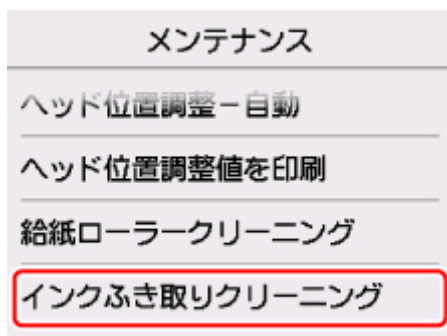 メンテナンス
ヘッド位置調整－自動
ヘッド位置調整値を印刷
給紙ローラークリーニング
インクふき取りクリーニング